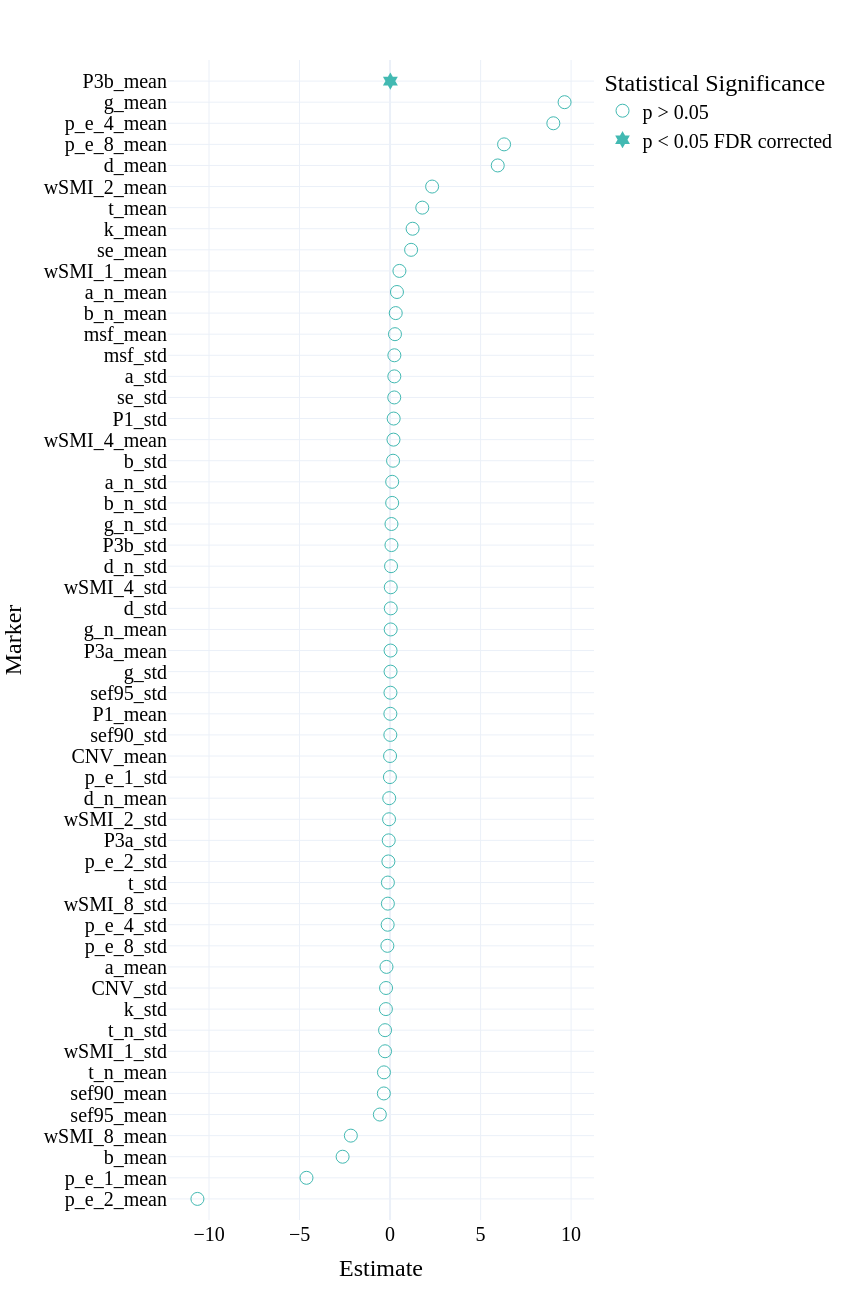 Statistical Significance
p > 0.05
p < 0.05 FDR corrected
Marker
P3b_mean
g_mean
p_e_4_mean
p_e_8_mean
d_mean
wSMI_2_mean
t_mean
k_mean
se_mean
wSMI_1_mean
a_n_mean
b_n_mean
msf_mean
msf_std
a_std
se_std
P1_std
wSMI_4_mean
b_std
a_n_std
b_n_std
g_n_std
P3b_std
d_n_std
wSMI_4_std
d_std
g_n_mean
P3a_mean
g_std
sef95_std
P1_mean
sef90_std
CNV_mean
p_e_1_std
d_n_mean
wSMI_2_std
P3a_std
p_e_2_std
t_std
wSMI_8_std
p_e_4_std
p_e_8_std
a_mean
CNV_std
k_std
t_n_std
wSMI_1_std
t_n_mean
sef90_mean
sef95_mean
wSMI_8_mean
b_mean
p_e_1_mean
p_e_2_mean
−10 −5 0 5 10
Estimate